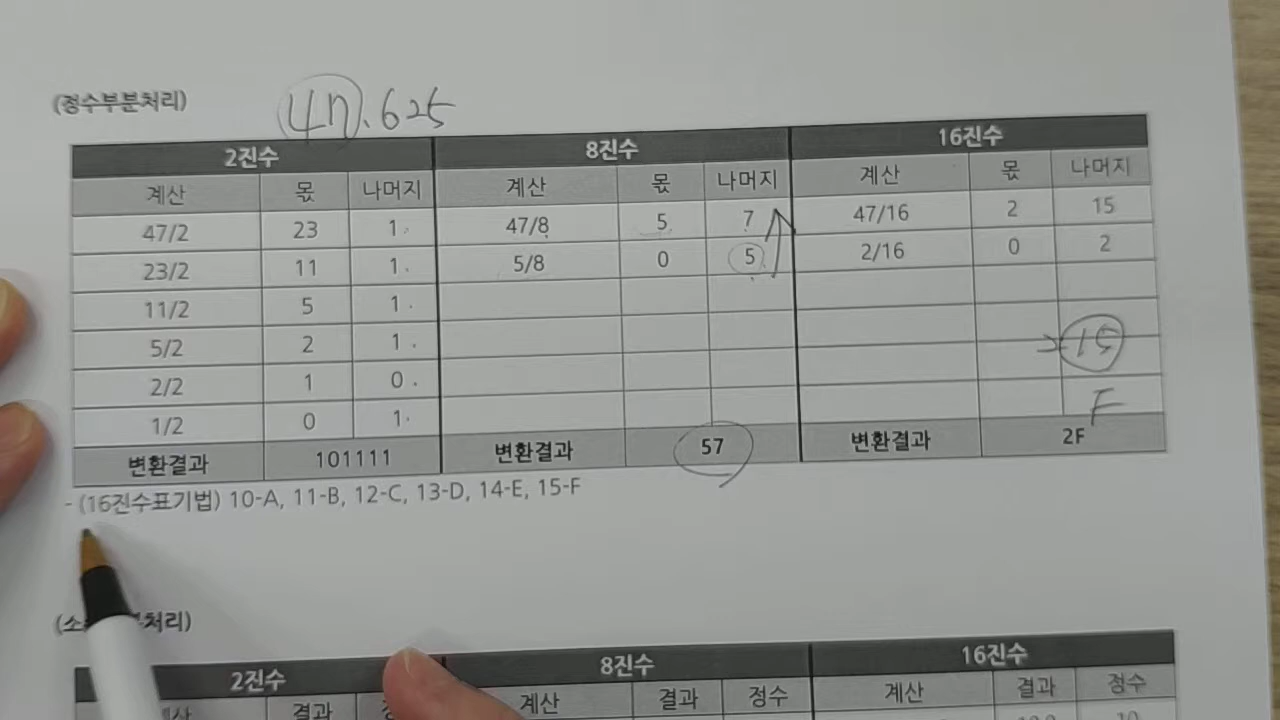 (정수부분처리)
47.625
2진수 8진수 16진수
계산 몫 나머지 계산 몫 나머지 계산 몫 나머지
47/2 23 1 47/8 5 7 47/16 2 15
23/2 11 1 5/8 0 5 2/16 0 2
11/2 5 1
5/2 2 1 → 15
2/2 1 0
1/2 0 1 F
변환결과 101111 변환결과 57 변환결과 2F
- (16진수표기법) 10-A, 11-B, 12-C, 13-D, 14-E, 15-F
처리)
2진수 8진수 16진수
결과 계산 결과 정수 계산 결과 정수